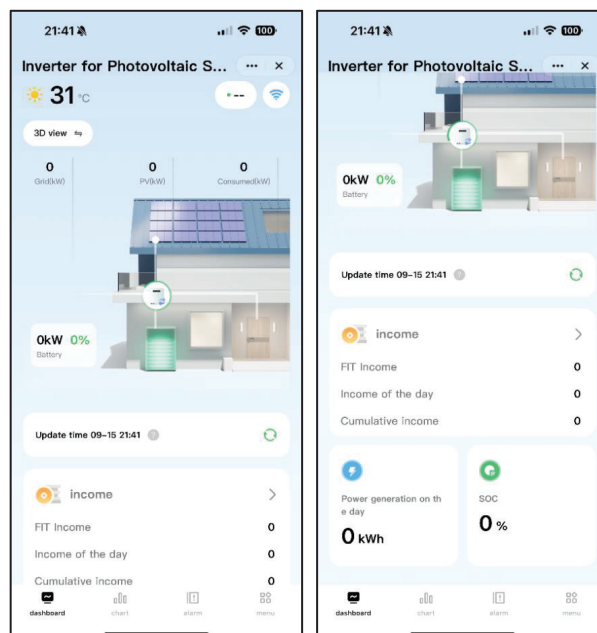 21:41
100
Inverter for Photovoltaic S...
31 °C
--
3D view
0 0 0
Grid(kW) PV(kW) Consumed(kW)
0kW 0%
Battery
Update time 09-15 21:41
income
FIT Income 0
Income of the day 0
Cumulative income 0
dashboard chart alarm menu
21:41
100
Inverter for Photovoltaic S...
0kW 0%
Battery
Update time 09-15 21:41
income
FIT Income 0
Income of the day 0
Cumulative income 0
Power generation on th
e day
0 kWh
SOC
0 %
dashboard chart alarm menu